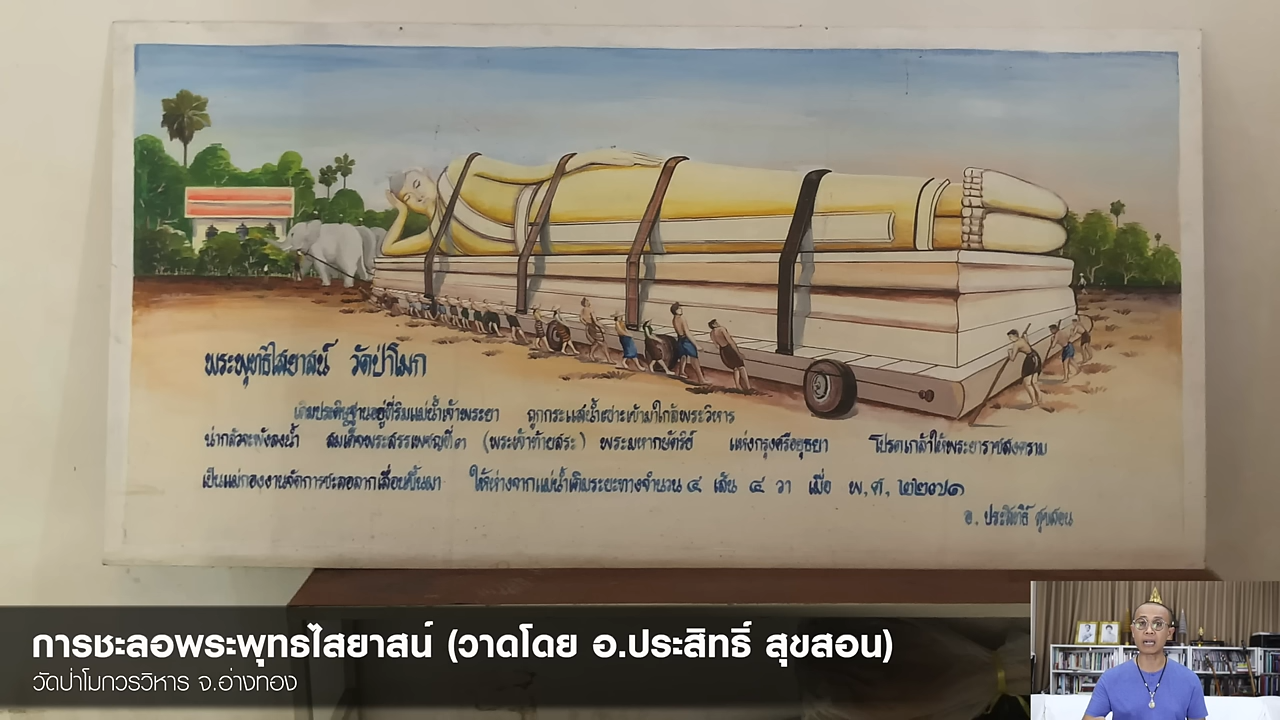 พระพุทธไสยาสน์ วัดป่าโมก
เดิมประดิษฐานอยู่ที่ริมแม่น้ำเจ้าพระยา ถูกกระแสน้ำเซาะเข้ามาใกล้พระวิหาร
น่ากลัวจะพังลงน้ำ สมเด็จพระสรรเพชญที่๓ (พระเจ้าท้ายสระ) พระมหากษัตริย์ แห่งกรุงศรีอยุธยา โปรดเกล้าให้พระยาราชสงคราม
เป็นแม่กองงานจัดการชะลอลากเลื่อนขึ้นมา ให้ห่างจากแม่น้ำเดิมระยะทางจำนวน ๔ เส้น ๔ วา เมื่อ พ.ศ. ๒๒๗๑
อ. ประสิทธิ์ สุขสอน
การชะลอพระพุทธไสยาสน์ (วาดโดย อ.ประสิทธิ์ สุขสอน)
วัดป่าโมกวรวิหาร จ.อ่างทอง